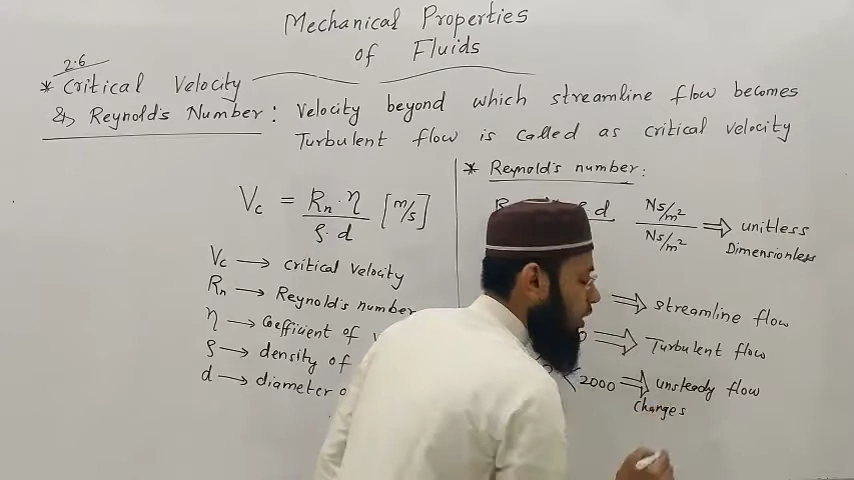 Mechanical Properties
of Fluids
2.6
* Critical Velocity
& Reynold's Number : Velocity beyond which streamline flow becomes
Turbulent flow is called as critical velocity
Vc = Rn · η / ρ · d [m/s]
Vc → critical velocity
Rn → Reynold's number
η → Coefficient of
ρ → density of
d → diameter
* Reynold's number :
d Ns/m² / Ns/m² ⇒ unitless
Dimensionless
⇒ streamline flow
⇒ Turbulent flow
< 2000 ⇒ unsteady flow
Changes